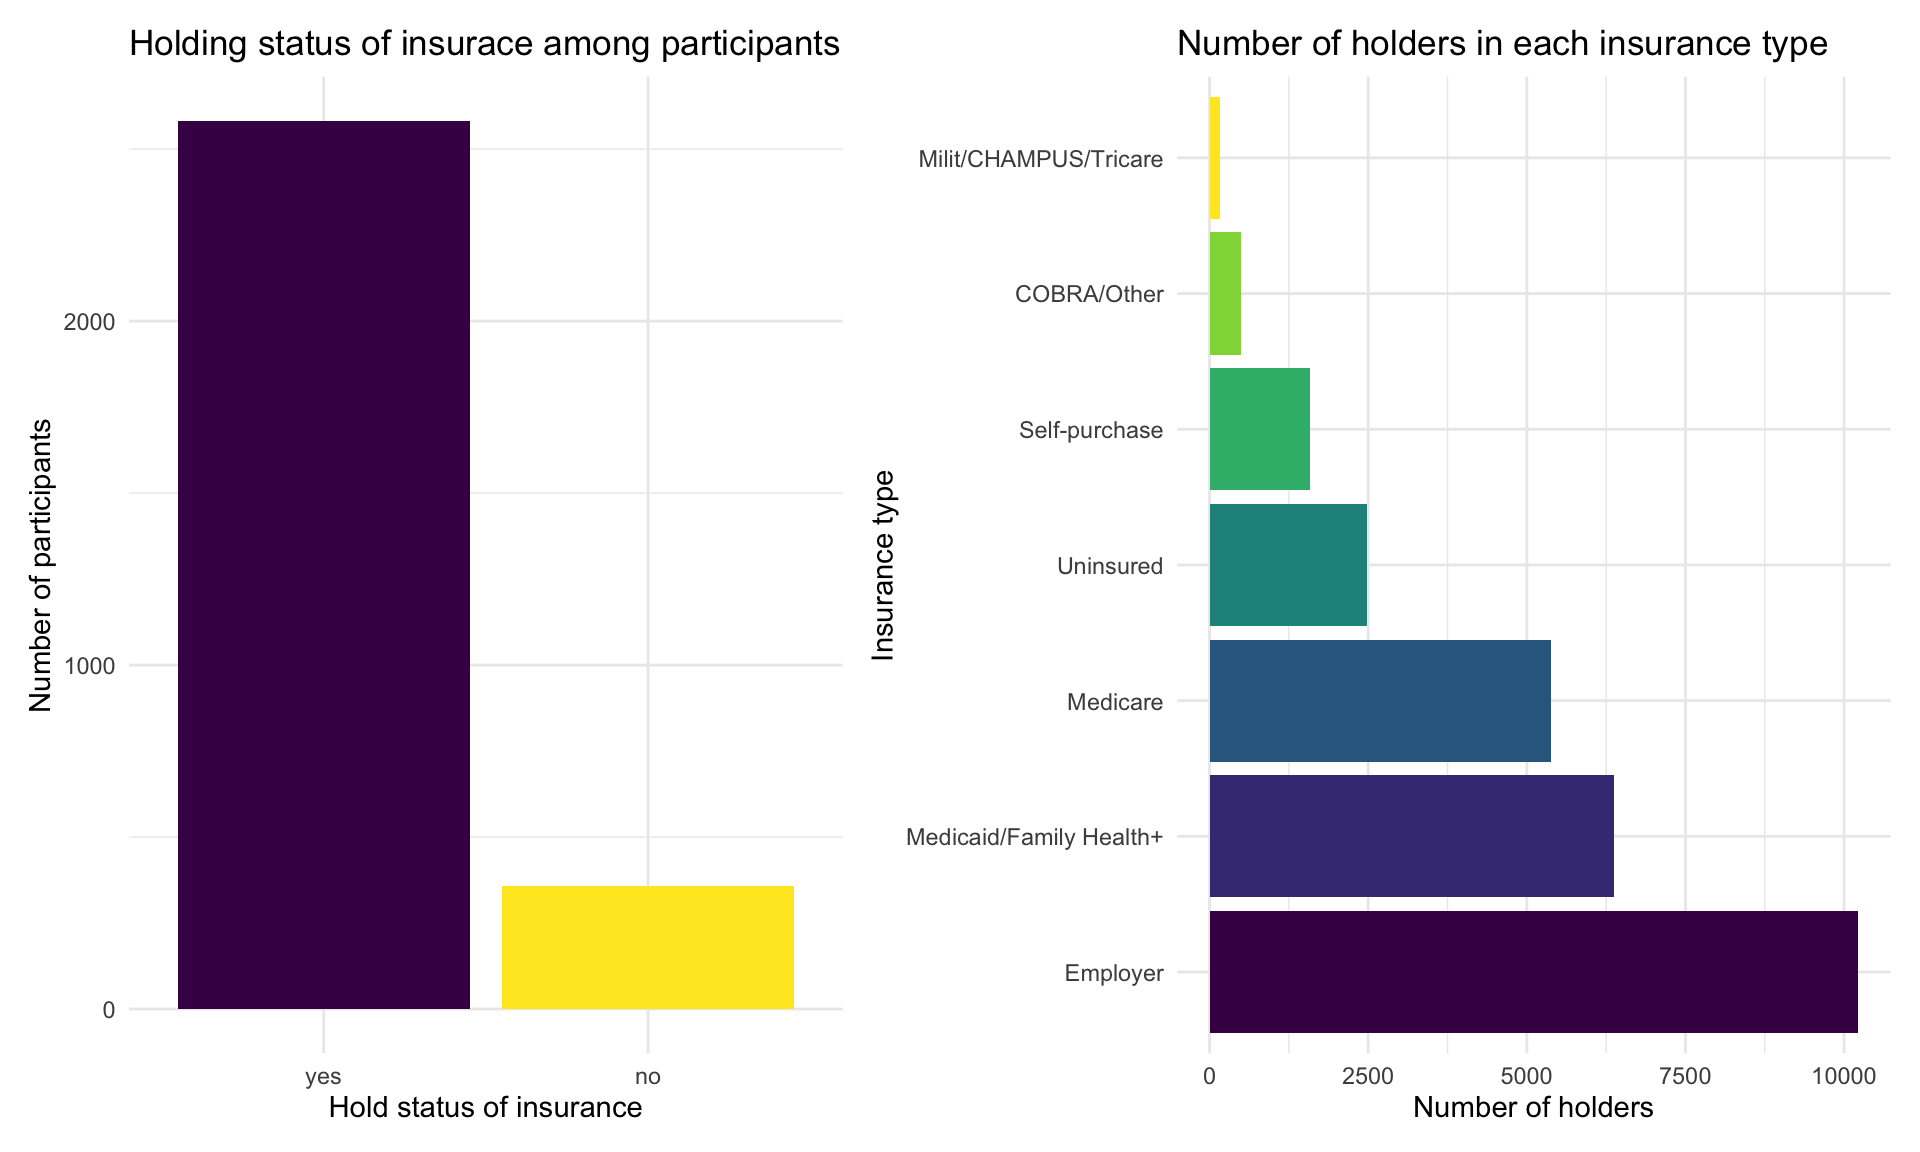 Holding status of insurace among participants
Number of participants
2000
1000
0
yes no
Hold status of insurance
Number of holders in each insurance type
Insurance type
Milit/CHAMPUS/Tricare
COBRA/Other
Self-purchase
Uninsured
Medicare
Medicaid/Family Health+
Employer
0 2500 5000 7500 10000
Number of holders